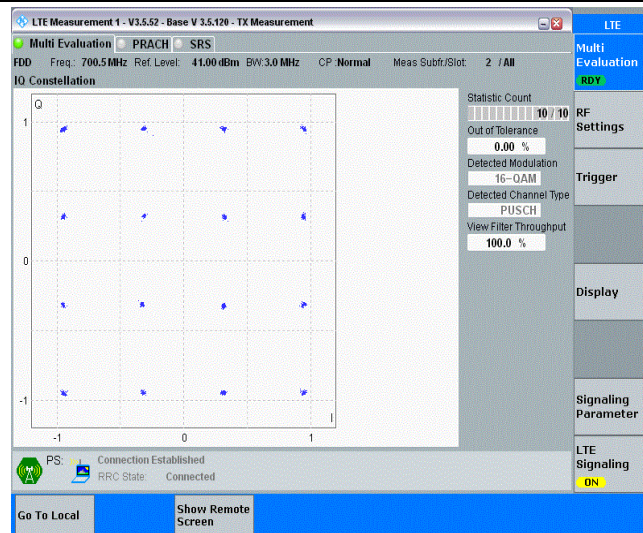 LTE Measurement 1 - V3.5.52 - Base V 3.5.120 - TX Measurement
LTE
Multi Evaluation PRACH SRS
FDD Freq.: 700.5 MHz Ref. Level: 41.00 dBm BW:3.0 MHz CP :Normal Meas Subfr./Slot: 2 / All
IQ Constellation
Q
1
0
-1
-1 0 1
I
Statistic Count
10 / 10
Out of Tolerance
0.00 %
Detected Modulation
16-QAM
Detected Channel Type
PUSCH
View Filter Throughput
100.0 %
Multi
Evaluation
RDY
RF
Settings
Trigger
Display
Signaling
Parameter
LTE
Signaling
ON
PS: Connection Established
RRC State: Connected
Go To Local
Show Remote
Screen